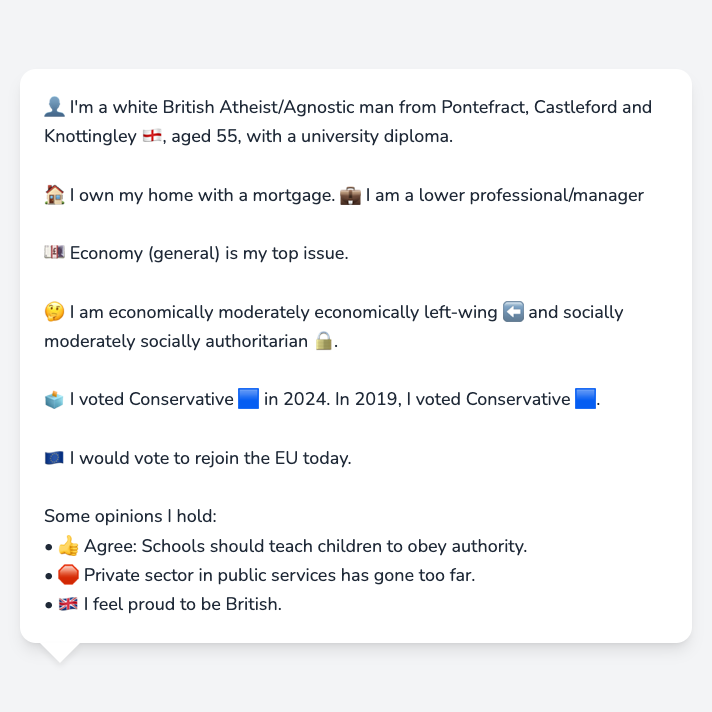 👤 I'm a white British Atheist/Agnostic man from Pontefract, Castleford and
Knottingley 🏴󠁧󠁢󠁥󠁮󠁧󠁿, aged 55, with a university diploma.
🏠 I own my home with a mortgage. 💼 I am a lower professional/manager
💷 Economy (general) is my top issue.
🤔 I am economically moderately economically left-wing ⬅️ and socially
moderately socially authoritarian 🔒.
🗳️ I voted Conservative 🟦 in 2024. In 2019, I voted Conservative 🟦.
🇪🇺 I would vote to rejoin the EU today.
Some opinions I hold:
• 👍 Agree: Schools should teach children to obey authority.
• 🛑 Private sector in public services has gone too far.
• 🇬🇧 I feel proud to be British.